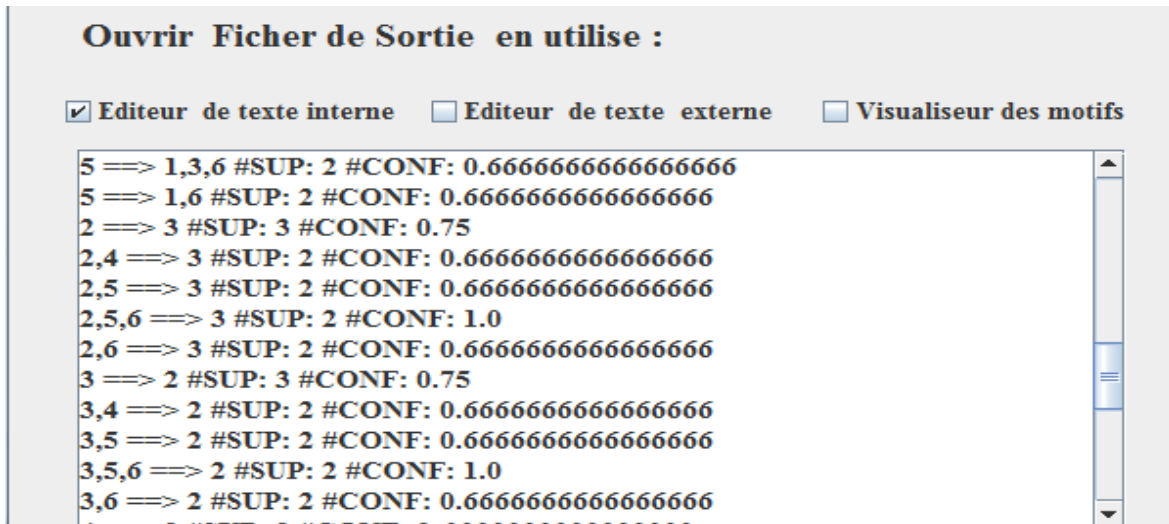 Ouvrir Ficher de Sortie en utilise :
Editeur de texte interne Editeur de texte externe Visualiseur des motifs
5 ==> 1,3,6 #SUP: 2 #CONF: 0.6666666666666666
5 ==> 1,6 #SUP: 2 #CONF: 0.6666666666666666
2 ==> 3 #SUP: 3 #CONF: 0.75
2,4 ==> 3 #SUP: 2 #CONF: 0.6666666666666666
2,5 ==> 3 #SUP: 2 #CONF: 0.6666666666666666
2,5,6 ==> 3 #SUP: 2 #CONF: 1.0
2,6 ==> 3 #SUP: 2 #CONF: 0.6666666666666666
3 ==> 2 #SUP: 3 #CONF: 0.75
3,4 ==> 2 #SUP: 2 #CONF: 0.6666666666666666
3,5 ==> 2 #SUP: 2 #CONF: 0.6666666666666666
3,5,6 ==> 2 #SUP: 2 #CONF: 1.0
3,6 ==> 2 #SUP: 2 #CONF: 0.6666666666666666